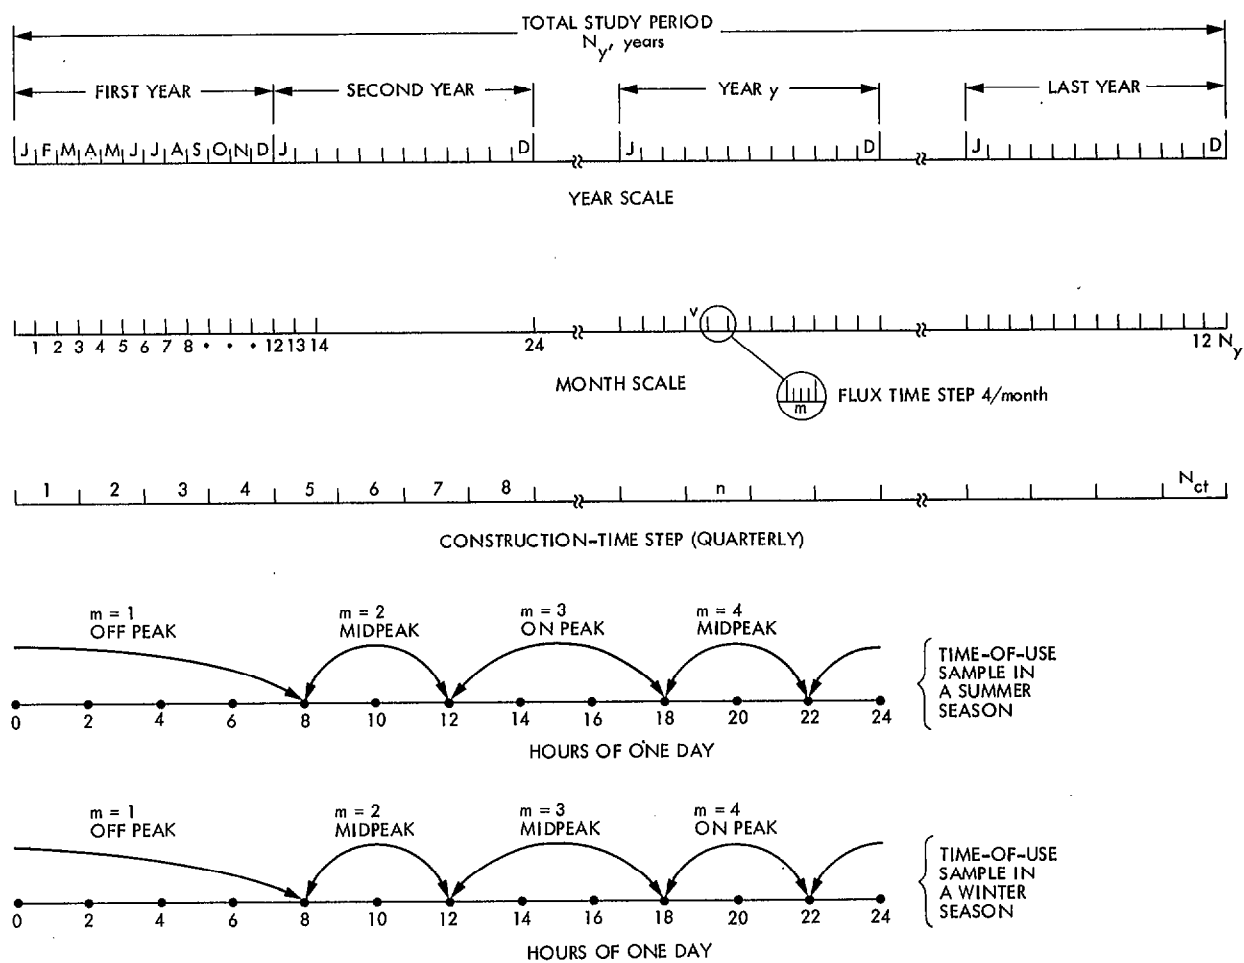 TOTAL STUDY PERIOD
Ny, years
FIRST YEAR SECOND YEAR YEAR y LAST YEAR
J F M A M J J A S O N D J D J D J D
YEAR SCALE
v
1 2 3 4 5 6 7 8 • • • 12 13 14 24 12 Ny
MONTH SCALE
m
FLUX TIME STEP 4/month
1 2 3 4 5 6 7 8 n Nct
CONSTRUCTION-TIME STEP (QUARTERLY)
m = 1 m = 2 m = 3 m = 4
OFF PEAK MIDPEAK ON PEAK MIDPEAK
TIME-OF-USE
SAMPLE IN
A SUMMER
SEASON
0 2 4 6 8 10 12 14 16 18 20 22 24
HOURS OF ONE DAY
m = 1 m = 2 m = 3 m = 4
OFF PEAK MIDPEAK MIDPEAK ON PEAK
TIME-OF-USE
SAMPLE IN
A WINTER
SEASON
0 2 4 6 8 10 12 14 16 18 20 22 24
HOURS OF ONE DAY